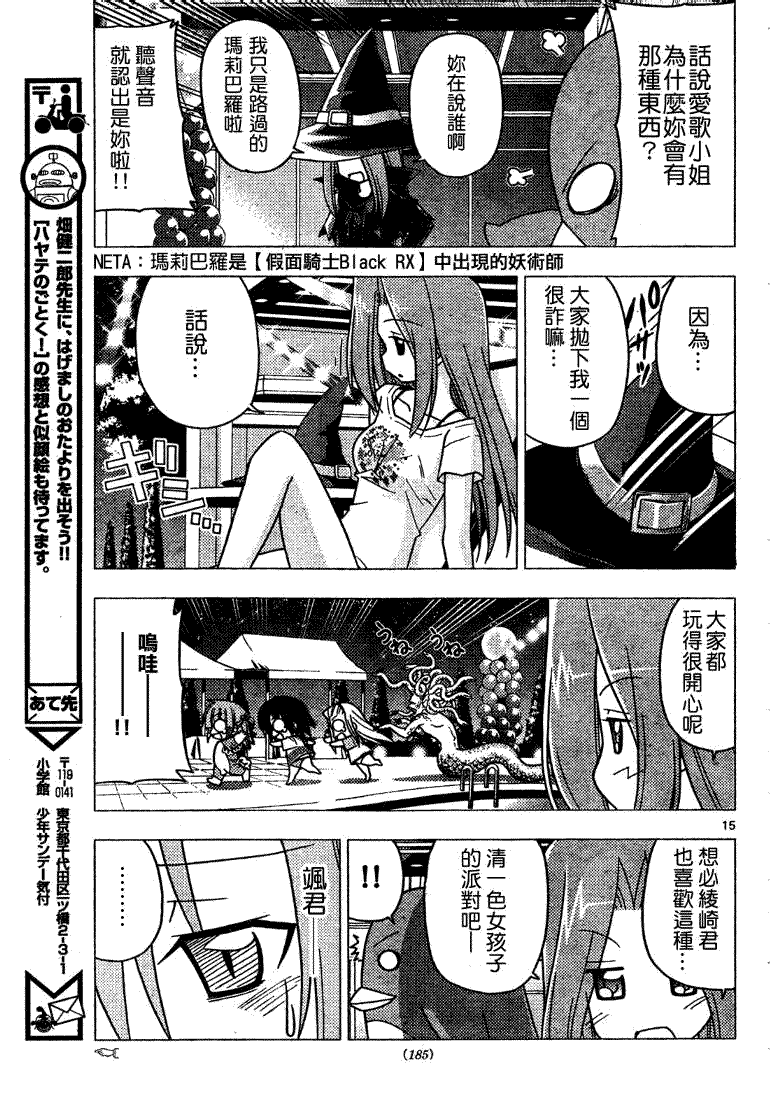 話說愛歌小姐
為什麼妳會有
那種東西？
妳在說誰啊
我只是路過的
瑪莉巴羅啦
聽聲音
就認出是妳啦!!
NETA：瑪莉巴羅是【假面騎士Black RX】中出現的妖術師
因為…
大家拋下我一個
很詐嘛…
話說…
ギュー
大家都
玩得很開心呢
うね
うね
嗚哇——
——!!
15
想必綾崎君
也喜歡這種…
清一色女孩子
的派對吧—
!!
颯君
……
……
(185)
畑健二郎先生に、はげましのおたよりを出そう!!
【ハヤテのごとく！】の感想と似顔絵も待ってます。
あて先
〒119-0141 東京都千代田区一ツ橋2-3-1
小学館 少年サンデー気付